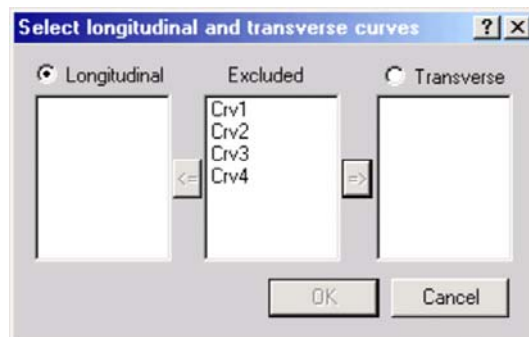 Select longitudinal and transverse curves ? ×
Longitudinal Excluded Transverse
Crv1
Crv2
Crv3
<= Crv4 =>
OK Cancel